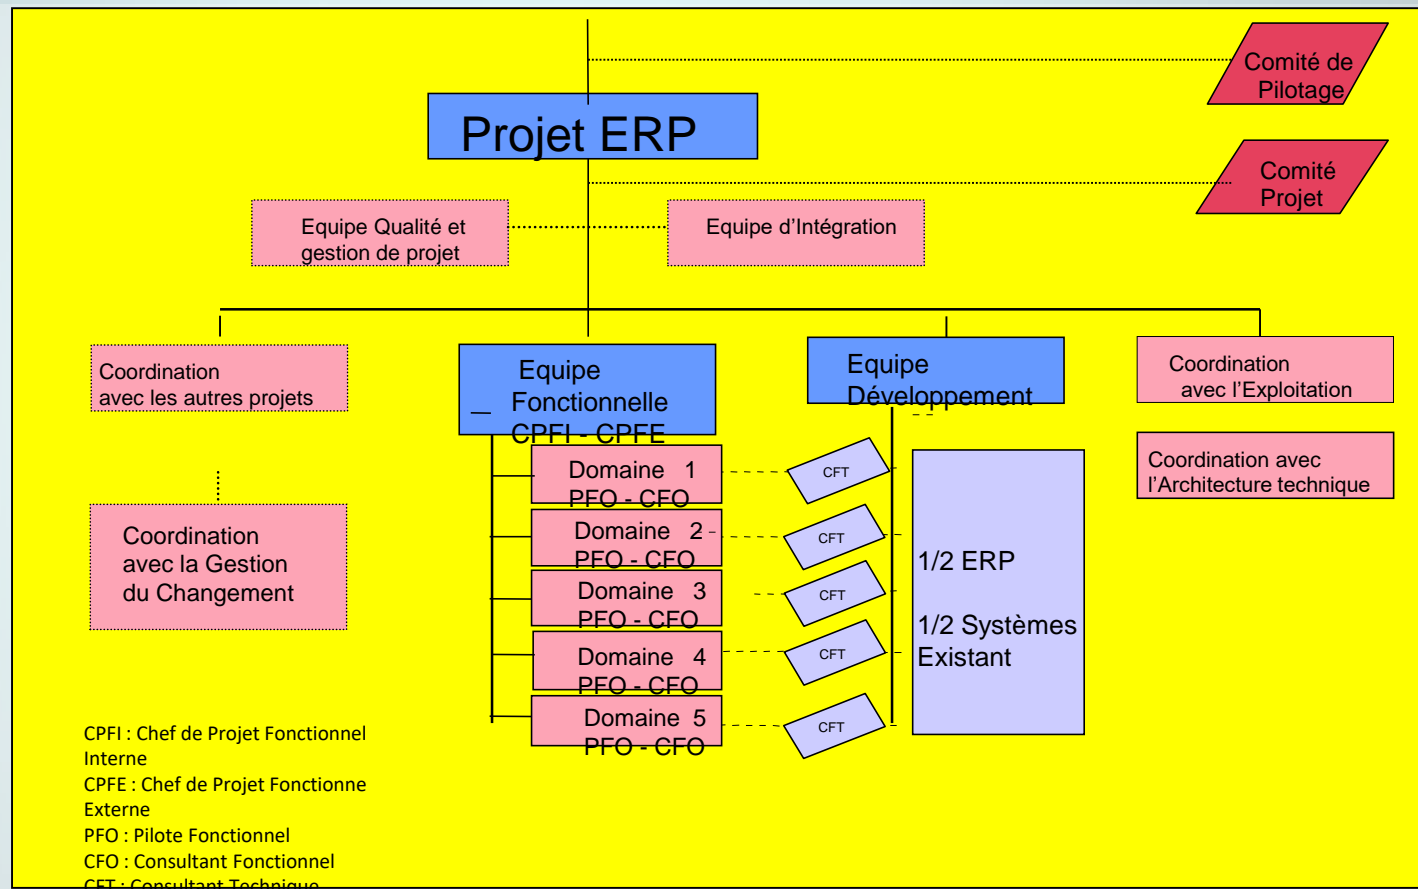 Comité de
Pilotage
Projet ERP
Comité
Projet
Equipe Qualité et
gestion de projet
Equipe d'Intégration
Coordination
avec les autres projets
Equipe
Fonctionnelle
CPFI - CPFE
Equipe
Développement
Coordination
avec l'Exploitation
Coordination avec
l'Architecture technique
Domaine 1
PFO - CFO
CFT
Domaine 2
PFO - CFO
CFT
Domaine 3
PFO - CFO
CFT
Domaine 4
PFO - CFO
CFT
Domaine 5
PFO - CFO
CFT
1/2 ERP
1/2 Systèmes
Existant
Coordination
avec la Gestion
du Changement
CPFI : Chef de Projet Fonctionnel
Interne
CPFE : Chef de Projet Fonctionne
Externe
PFO : Pilote Fonctionnel
CFO : Consultant Fonctionnel
CFT : Consultant Technique